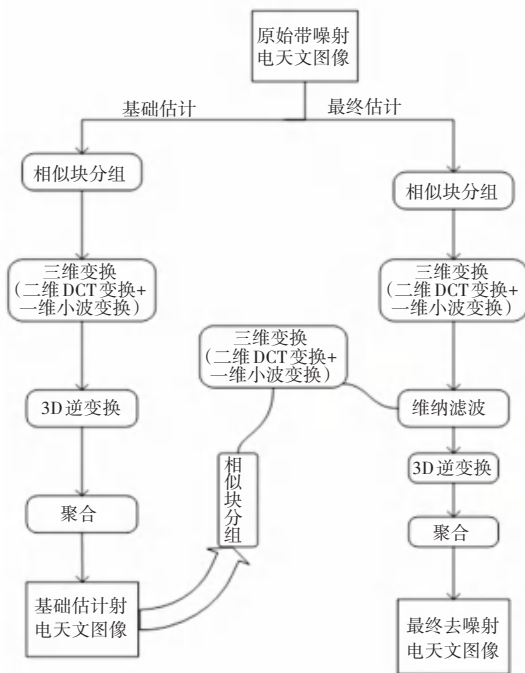 原始带噪射
电天文图像
基础估计
最终估计
相似块分组
三维变换
(二维DCT变换+
一维小波变换)
3D逆变换
聚合
基础估计射
电天文图像
相似块分组
三维变换
(二维DCT变换+
一维小波变换)
相似块分组
三维变换
(二维DCT变换+
一维小波变换)
维纳滤波
3D逆变换
聚合
最终去噪射
电天文图像